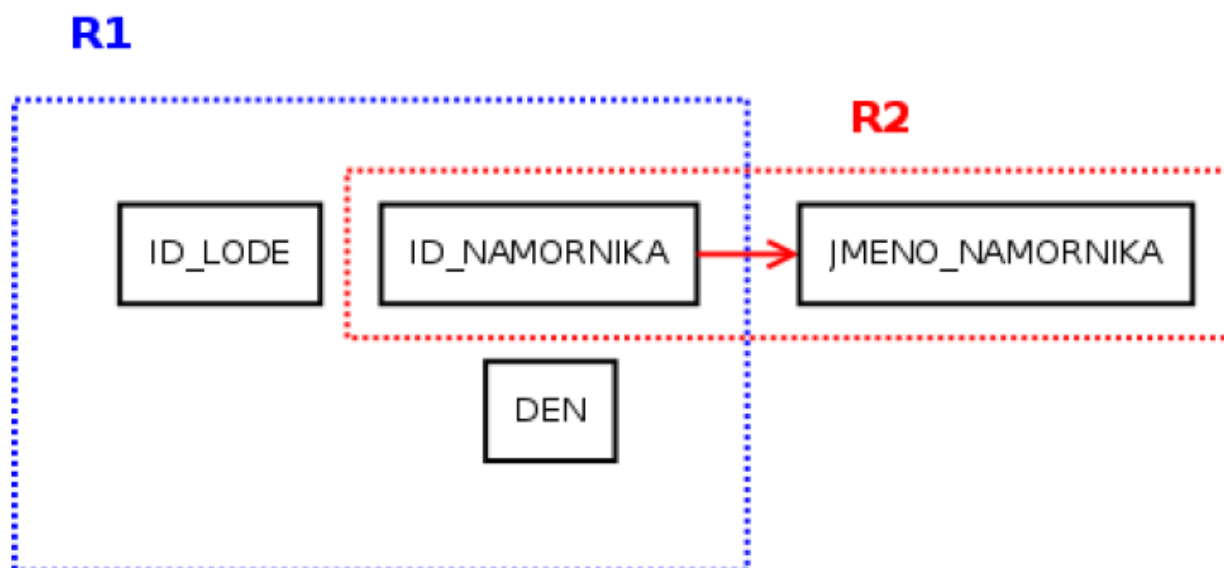 R1
R2
ID_LODE
ID_NAMORNIKA
JMENO_NAMORNIKA
DEN